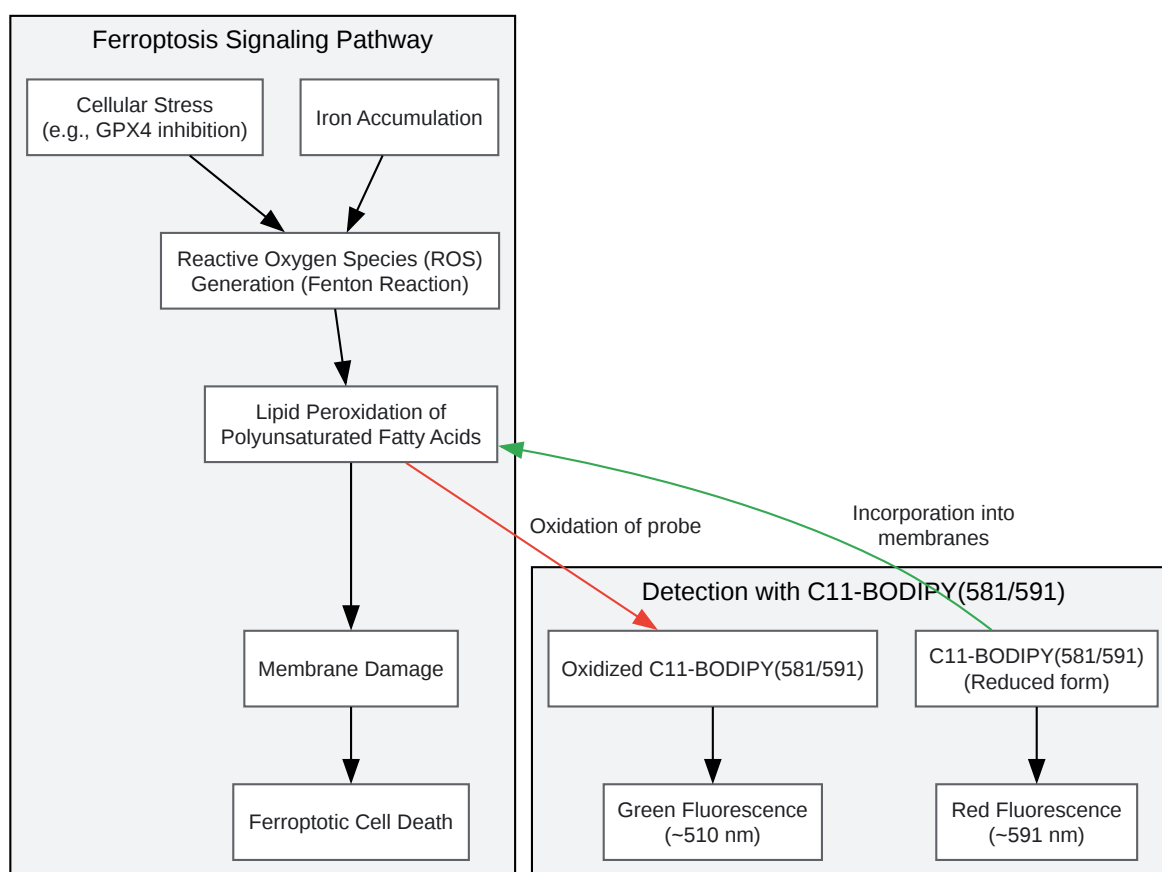 Ferroptosis Signaling Pathway
Cellular Stress
(e.g., GPX4 inhibition)
Iron Accumulation
Reactive Oxygen Species (ROS)
Generation (Fenton Reaction)
Lipid Peroxidation of
Polyunsaturated Fatty Acids
Oxidation of probe
Incorporation into
membranes
Membrane Damage
Ferroptotic Cell Death
Detection with C11-BODIPY(581/591)
Oxidized C11-BODIPY(581/591)
C11-BODIPY(581/591)
(Reduced form)
Green Fluorescence
(~510 nm)
Red Fluorescence
(~591 nm)